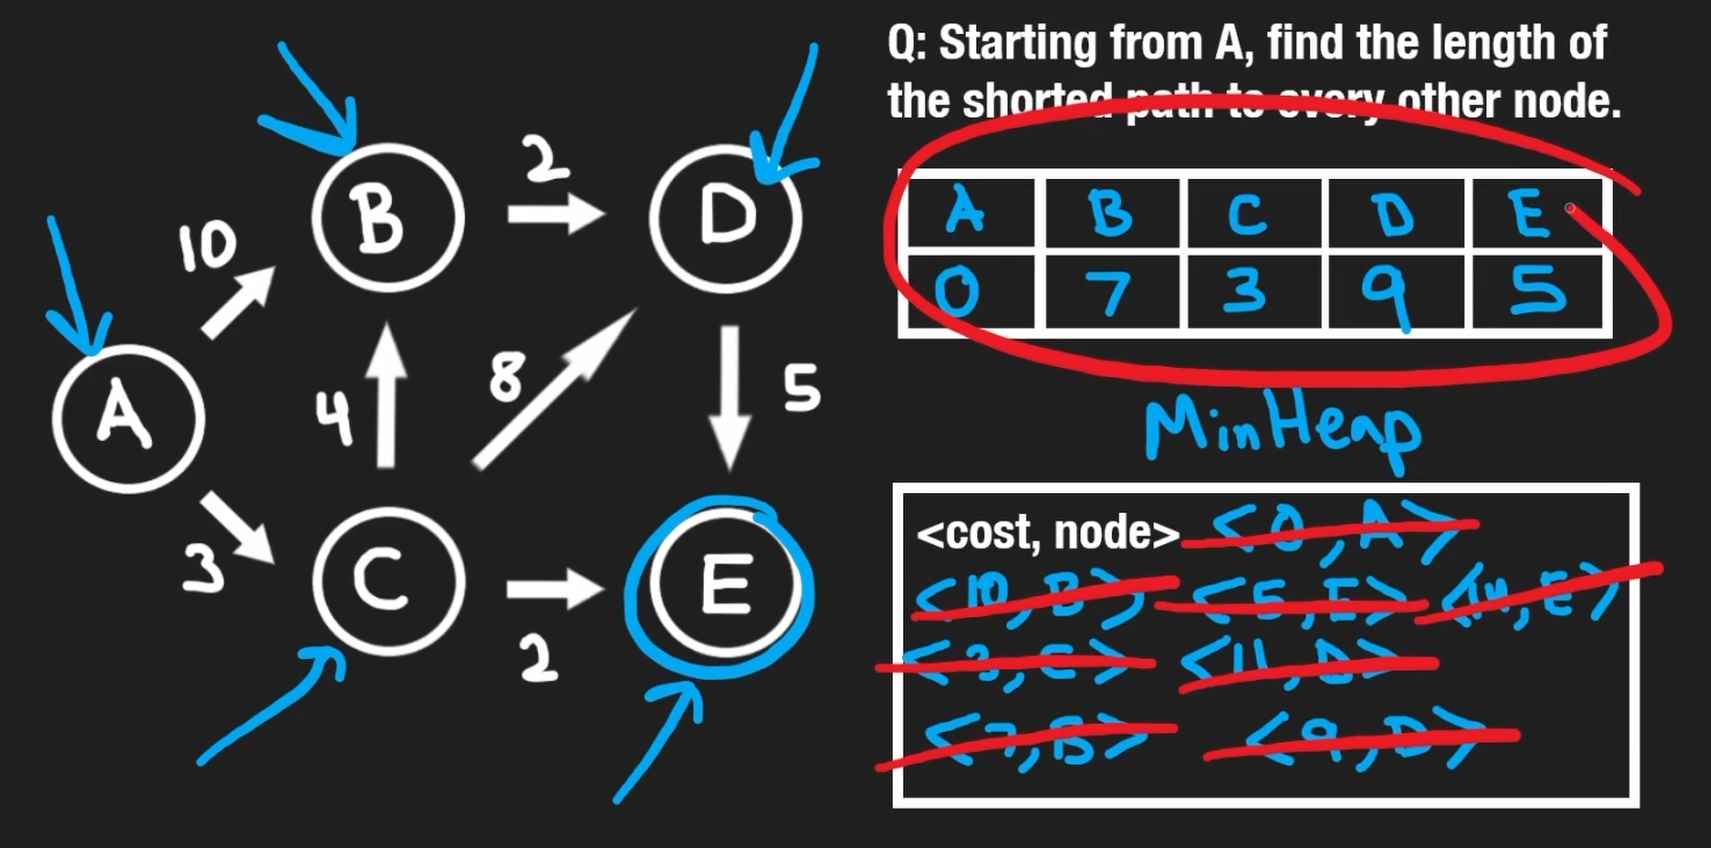 Q: Starting from A, find the length of
the shorted path to every other node.
A B C D E
0 7 3 9 5
MinHeap
<cost, node> <0, A>
<10, B> <5, E> <14, E>
<3, C> <11, D>
<7, B> <9, D>
B 2 D
10
A 4 8 5
3 C 2 E